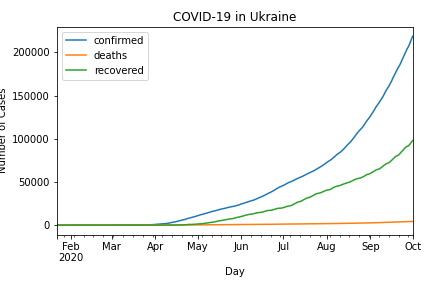 COVID-19 in Ukraine
confirmed
deaths
recovered
200000
150000
100000
50000
0
Number of Cases
Feb Mar Apr May Jun Jul Aug Sep Oct
2020
Day